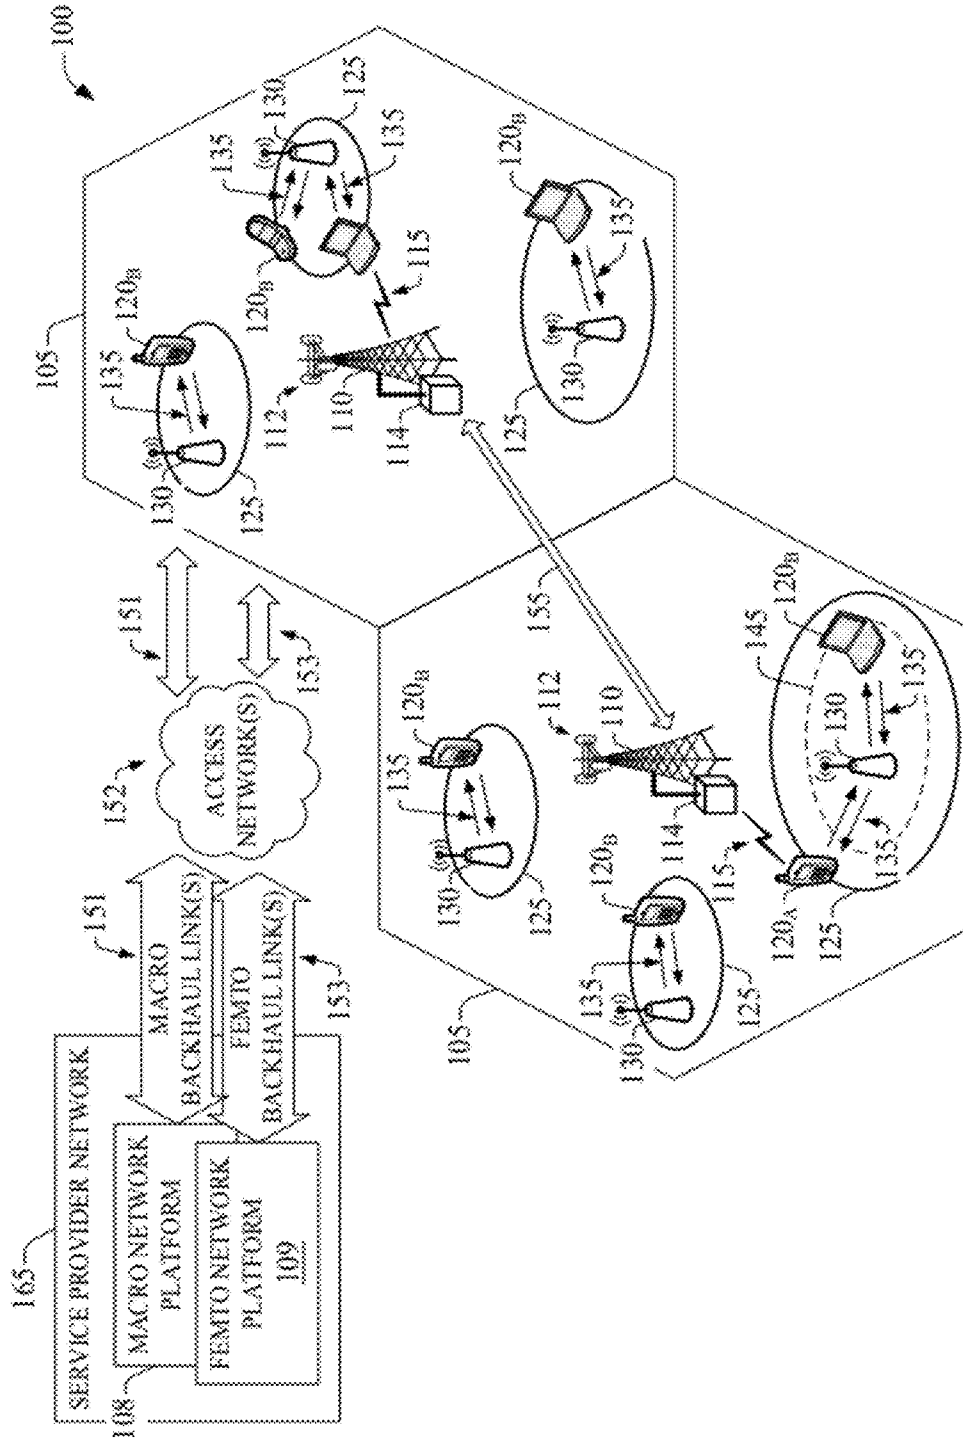 100
165
SERVICE PROVIDER NETWORK
108
MACRO NETWORK
PLATFORM
FEMTO NETWORK
PLATFORM
109
151
MACRO
BACKHAUL LINK(S)
FEMTO
BACKHAUL LINK(S)
153
152
ACCESS
NETWORK(S)
151
153
105
130
135
120B
125
112
110
114
115
120B
135
130
125
135
120B
135
130
125
155
105
130
135
120B
125
130
135
120B
125
112
110
114
115
120A
125
135
130
145
120B
135